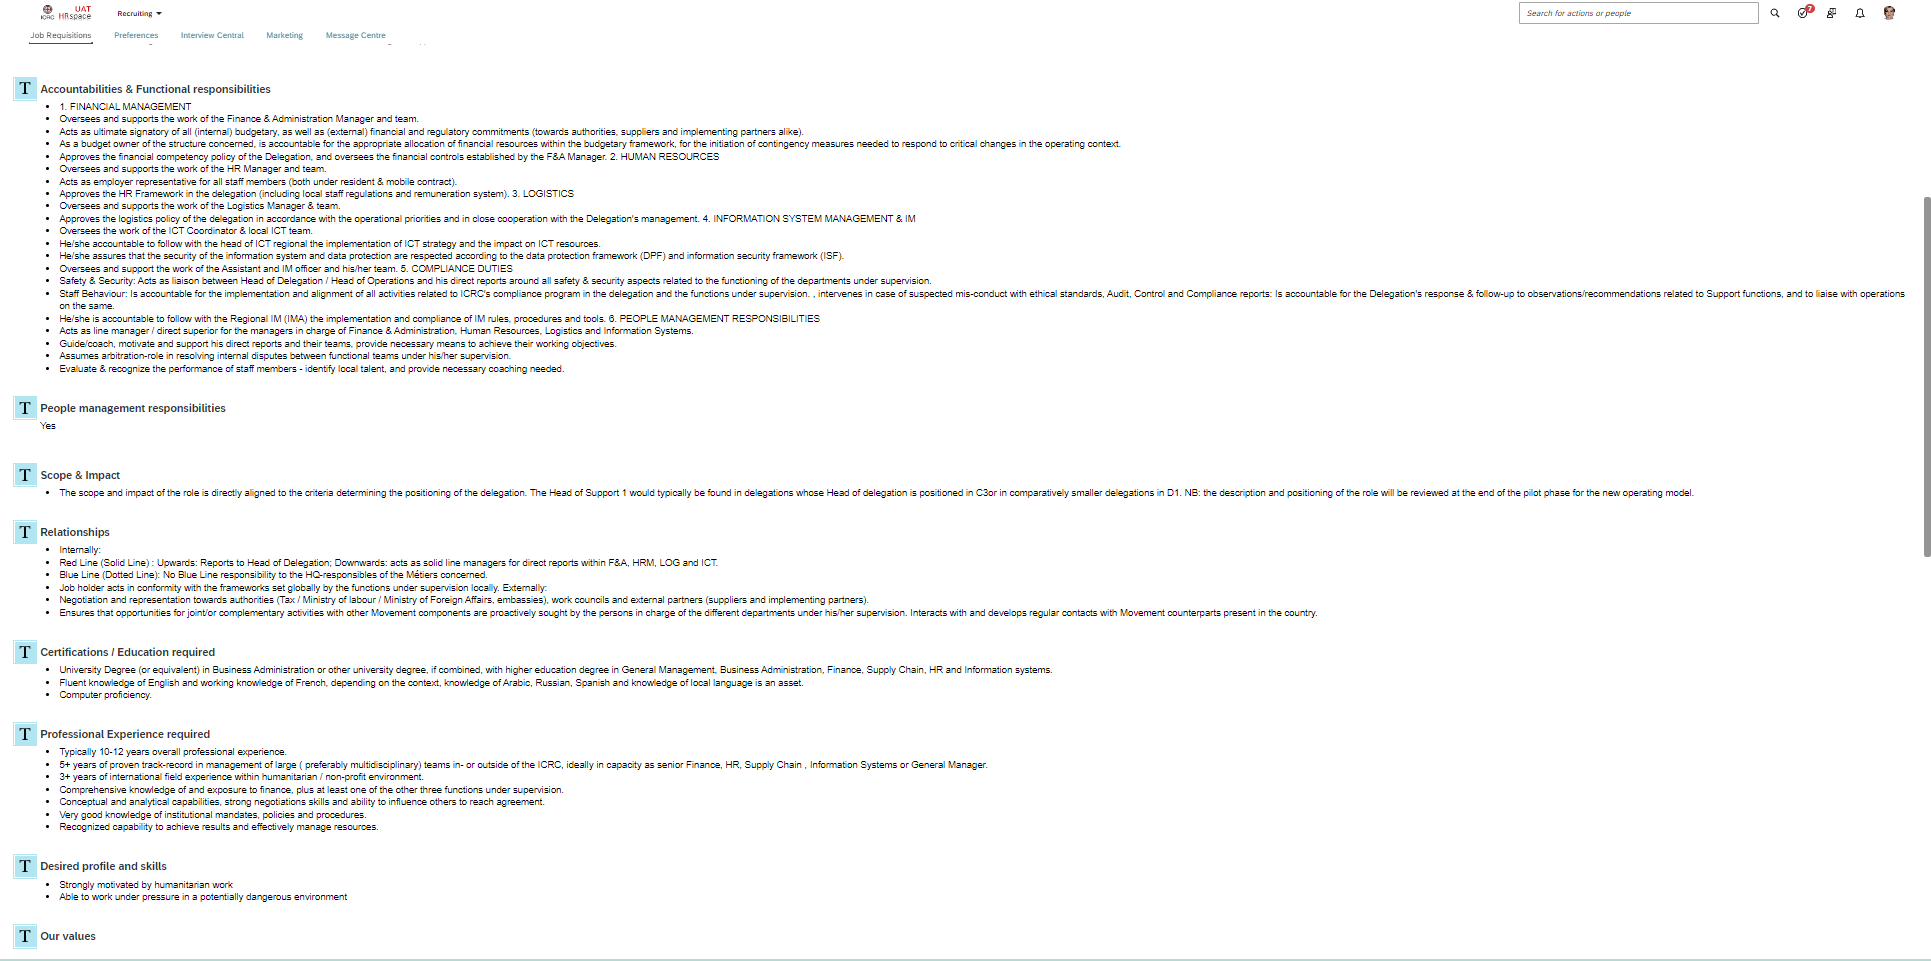 ICRC
UAT
HRspace
Recruiting
Search for actions or people
7
Job Requisitions
Preferences
Interview Central
Marketing
Message Centre
T
Accountabilities & Functional responsibilities
• 1. FINANCIAL MANAGEMENT
• Oversees and supports the work of the Finance & Administration Manager and team.
• Acts as ultimate signatory of all (internal) budgetary, as well as (external) financial and regulatory commitments (towards authorities, suppliers and implementing partners alike).
• As a budget owner of the structure concerned, is accountable for the appropriate allocation of financial resources within the budgetary framework, for the initiation of contingency measures needed to respond to critical changes in the operating context.
• Approves the financial competency policy of the Delegation, and oversees the financial controls established by the F&A Manager. 2. HUMAN RESOURCES
• Oversees and supports the work of the HR Manager and team.
• Acts as employer representative for all staff members (both under resident & mobile contract).
• Approves the HR Framework in the delegation (including local staff regulations and remuneration system). 3. LOGISTICS
• Oversees and supports the work of the Logistics Manager & team.
• Approves the logistics policy of the delegation in accordance with the operational priorities and in close cooperation with the Delegation's management. 4. INFORMATION SYSTEM MANAGEMENT & IM
• Oversees the work of the ICT Coordinator & local ICT team.
• He/she accountable to follow with the head of ICT regional the implementation of ICT strategy and the impact on ICT resources.
• He/she assures that the security of the information system and data protection are respected according to the data protection framework (DPF) and information security framework (ISF).
• Oversees and support the work of the Assistant and IM officer and his/her team. 5. COMPLIANCE DUTIES
• Safety & Security: Acts as liaison between Head of Delegation / Head of Operations and his direct reports around all safety & security aspects related to the functioning of the departments under supervision.
• Staff Behaviour: Is accountable for the implementation and alignment of all activities related to ICRC's compliance program in the delegation and the functions under supervision. , intervenes in case of suspected mis-conduct with ethical standards, Audit, Control and Compliance reports: Is accountable for the Delegation's response & follow-up to observations/recommendations related to Support functions, and to liaise with operations
on the same.
• He/she is accountable to follow with the Regional IM (IMA) the implementation and compliance of IM rules, procedures and tools. 6. PEOPLE MANAGEMENT RESPONSIBILITIES
• Acts as line manager / direct superior for the managers in charge of Finance & Administration, Human Resources, Logistics and Information Systems.
• Guide/coach, motivate and support his direct reports and their teams, provide necessary means to achieve their working objectives.
• Assumes arbitration-role in resolving internal disputes between functional teams under his/her supervision.
• Evaluate & recognize the performance of staff members - identify local talent, and provide necessary coaching needed.
T
People management responsibilities
Yes
T
Scope & Impact
• The scope and impact of the role is directly aligned to the criteria determining the positioning of the delegation. The Head of Support 1 would typically be found in delegations whose Head of delegation is positioned in C3or in comparatively smaller delegations in D1. NB: the description and positioning of the role will be reviewed at the end of the pilot phase for the new operating model.
T
Relationships
• Internally:
• Red Line (Solid Line) : Upwards: Reports to Head of Delegation; Downwards: acts as solid line managers for direct reports within F&A, HRM, LOG and ICT.
• Blue Line (Dotted Line): No Blue Line responsibility to the HQ-responsibles of the Métiers concerned.
• Job holder acts in conformity with the frameworks set globally by the functions under supervision locally. Externally:
• Negotiation and representation towards authorities (Tax / Ministry of labour / Ministry of Foreign Affairs, embassies), work councils and external partners (suppliers and implementing partners).
• Ensures that opportunities for joint/or complementary activities with other Movement components are proactively sought by the persons in charge of the different departments under his/her supervision. Interacts with and develops regular contacts with Movement counterparts present in the country.
T
Certifications / Education required
• University Degree (or equivalent) in Business Administration or other university degree, if combined, with higher education degree in General Management, Business Administration, Finance, Supply Chain, HR and Information systems.
• Fluent knowledge of English and working knowledge of French, depending on the context, knowledge of Arabic, Russian, Spanish and knowledge of local language is an asset.
• Computer proficiency.
T
Professional Experience required
• Typically 10-12 years overall professional experience.
• 5+ years of proven track-record in management of large ( preferably multidisciplinary) teams in- or outside of the ICRC, ideally in capacity as senior Finance, HR, Supply Chain , Information Systems or General Manager.
• 3+ years of international field experience within humanitarian / non-profit environment.
• Comprehensive knowledge of and exposure to finance, plus at least one of the other three functions under supervision.
• Conceptual and analytical capabilities, strong negotiations skills and ability to influence others to reach agreement.
• Very good knowledge of institutional mandates, policies and procedures.
• Recognized capability to achieve results and effectively manage resources.
T
Desired profile and skills
• Strongly motivated by humanitarian work
• Able to work under pressure in a potentially dangerous environment
T
Our values